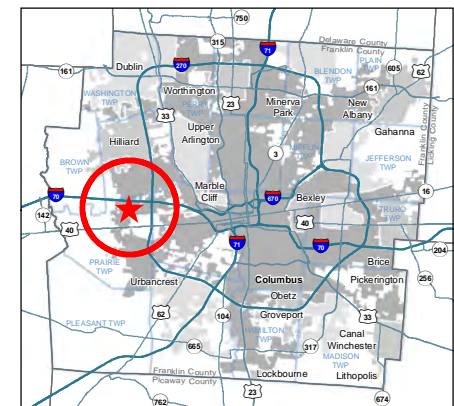 750
315
71
Delaware County
Franklin County
Dublin
270
PLAIN
TWP
605
62
161
BLENDON
TWP
161
WASHINGTON
TWP
Worthington
PERRY
TWP
23
Minerva
Park
New
Albany
33
Upper
Arlington
Gahanna
Hilliard
3
MIFFLIN
TWP
JEFFERSON
TWP
Franklin County
Licking County
BROWN
TWP
Marble
Cliff
16
70
670
Bexley
142
40
40
TRURO
TWP
71
70
204
PRAIRIE
TWP
Brice
Urbancrest
Columbus
Pickerington
256
Obetz
Groveport
62
104
33
PLEASANT TWP
HAMILTON
TWP
Canal
Winchester
665
317
MADISON
TWP
Franklin County
Picaway County
Lockbourne
Lithopolis
23
762
674